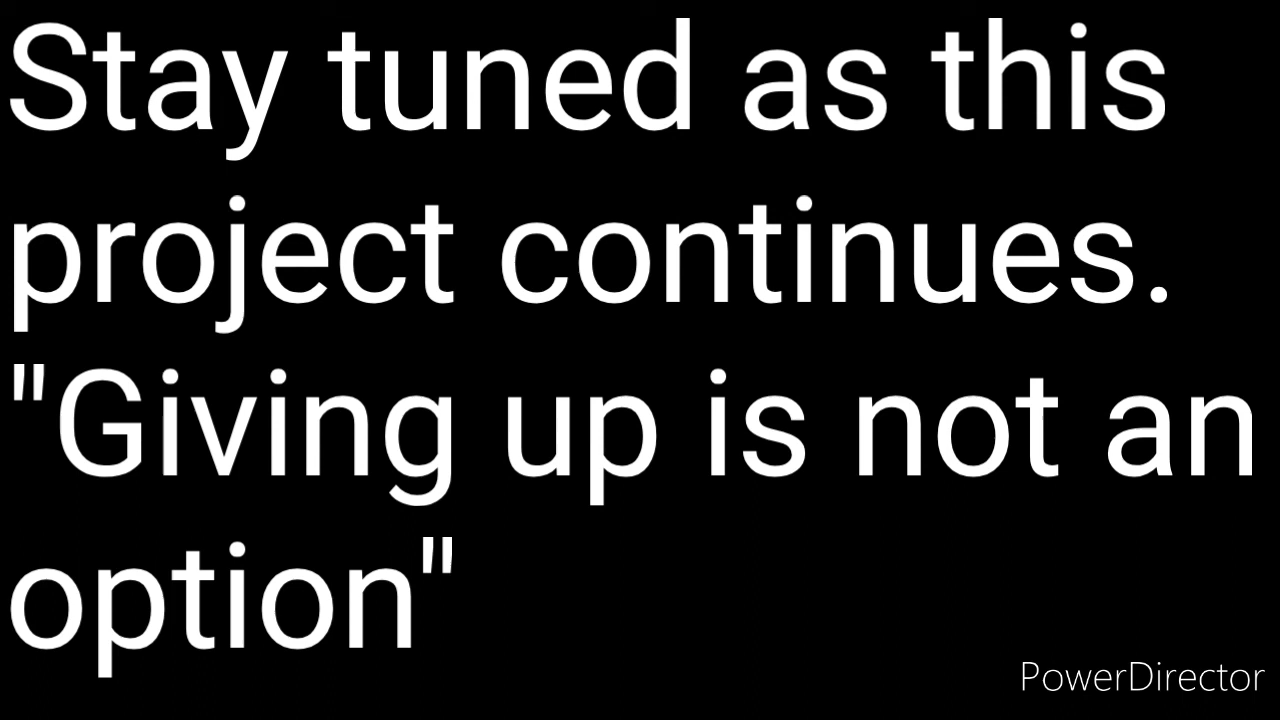 Stay tuned as this
project continues.
"Giving up is not an
option"
PowerDirector